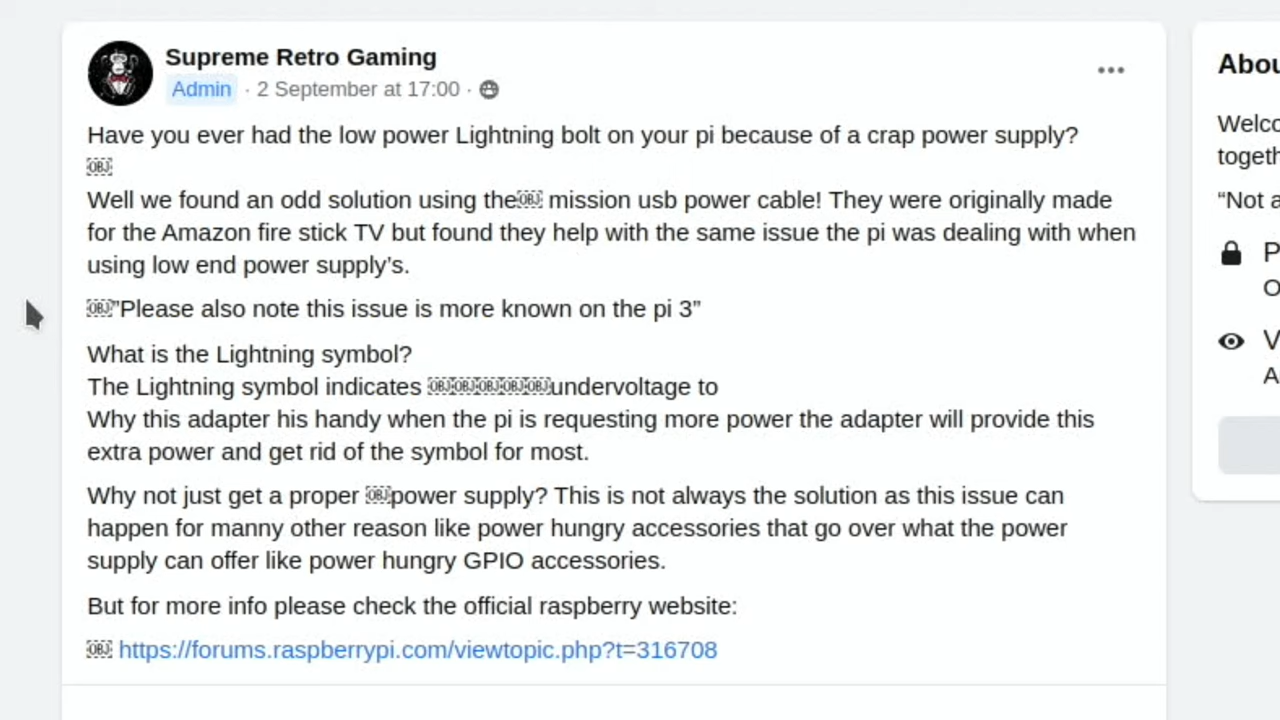 Supreme Retro Gaming
Admin · 2 September at 17:00 ·
Have you ever had the low power Lightning bolt on your pi because of a crap power supply?
￼
Well we found an odd solution using the￼ mission usb power cable! They were originally made
for the Amazon fire stick TV but found they help with the same issue the pi was dealing with when
using low end power supply’s.
￼”Please also note this issue is more known on the pi 3”
What is the Lightning symbol?
The Lightning symbol indicates ￼￼￼￼￼undervoltage to
Why this adapter his handy when the pi is requesting more power the adapter will provide this
extra power and get rid of the symbol for most.
Why not just get a proper ￼power supply? This is not always the solution as this issue can
happen for manny other reason like power hungry accessories that go over what the power
supply can offer like power hungry GPIO accessories.
But for more info please check the official raspberry website:
￼ https://forums.raspberrypi.com/viewtopic.php?t=316708
Abou
Welco
togeth
“Not a
P
O
V
A